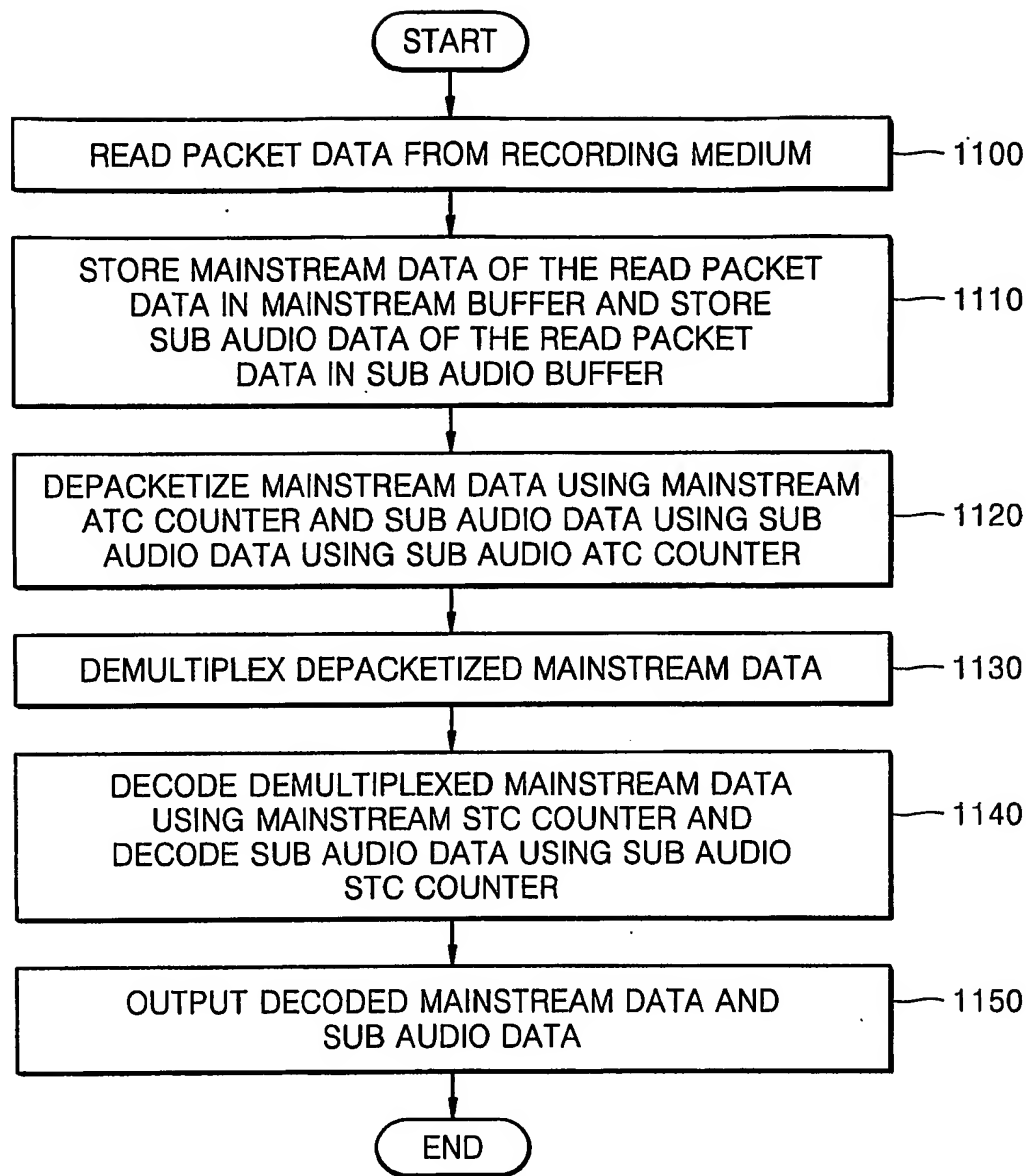 START
READ PACKET DATA FROM RECORDING MEDIUM
1100
STORE MAINSTREAM DATA OF THE READ PACKET
DATA IN MAINSTREAM BUFFER AND STORE
SUB AUDIO DATA OF THE READ PACKET
DATA IN SUB AUDIO BUFFER
1110
DEPACKETIZE MAINSTREAM DATA USING MAINSTREAM
ATC COUNTER AND SUB AUDIO DATA USING SUB
AUDIO DATA USING SUB AUDIO ATC COUNTER
1120
DEMULTIPLEX DEPACKETIZED MAINSTREAM DATA
1130
DECODE DEMULTIPLEXED MAINSTREAM DATA
USING MAINSTREAM STC COUNTER AND
DECODE SUB AUDIO DATA USING SUB AUDIO
STC COUNTER
1140
OUTPUT DECODED MAINSTREAM DATA AND
SUB AUDIO DATA
1150
END